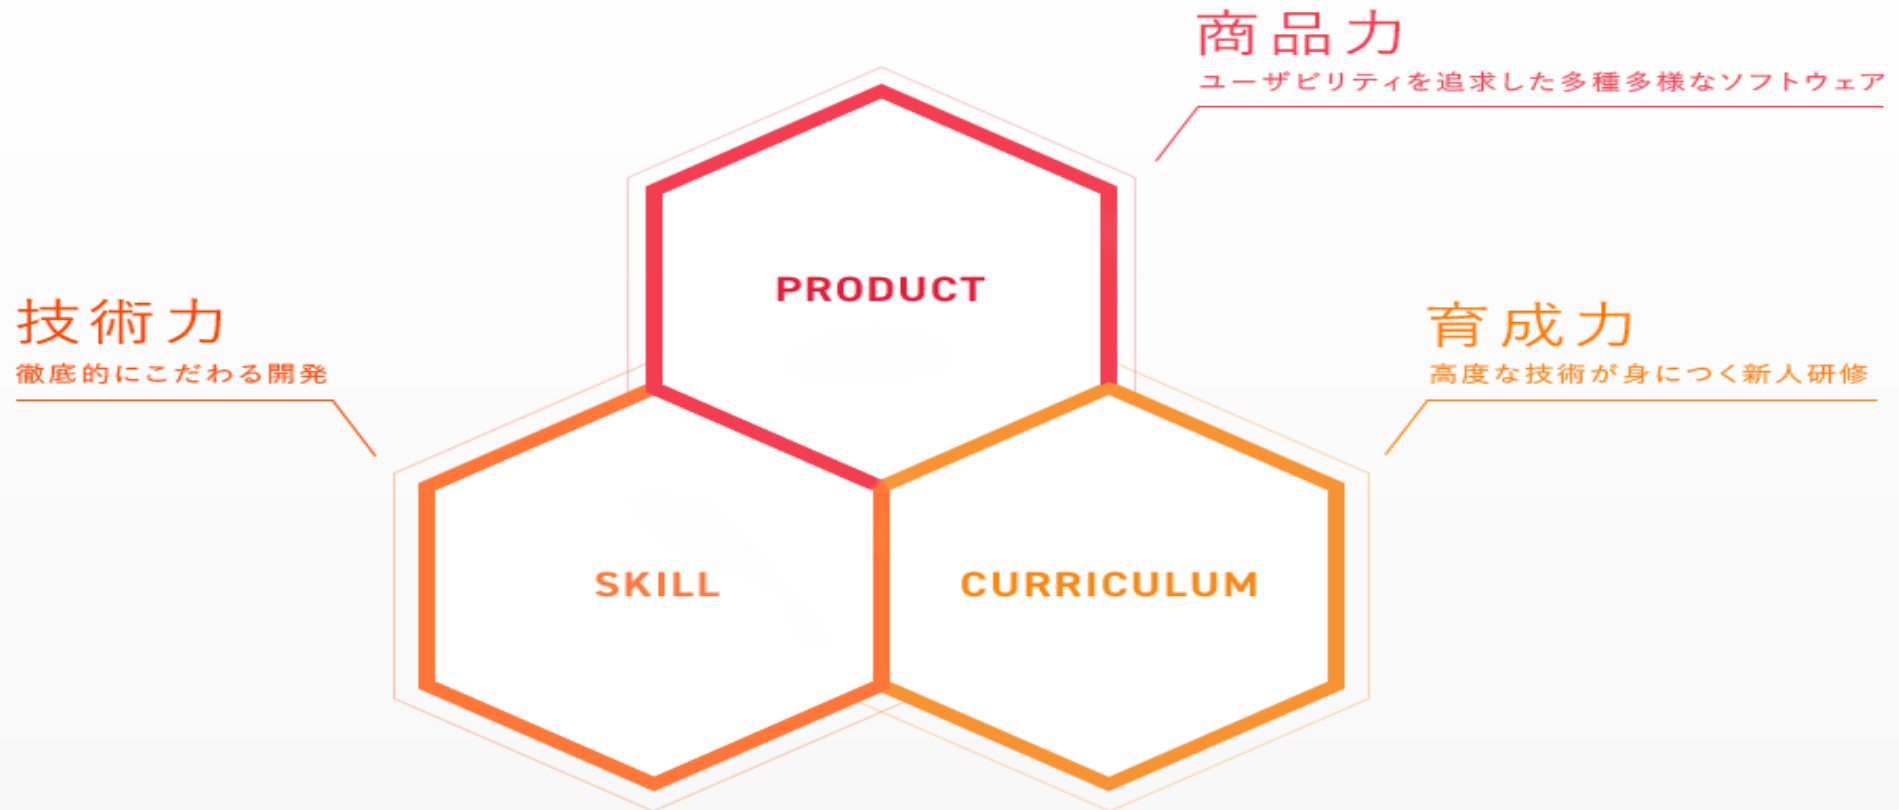 商品力
ユーザビリティを追求した多種多様なソフトウェア
PRODUCT
技術力
徹底的にこだわる開発
育成力
高度な技術が身につく新人研修
SKILL
CURRICULUM